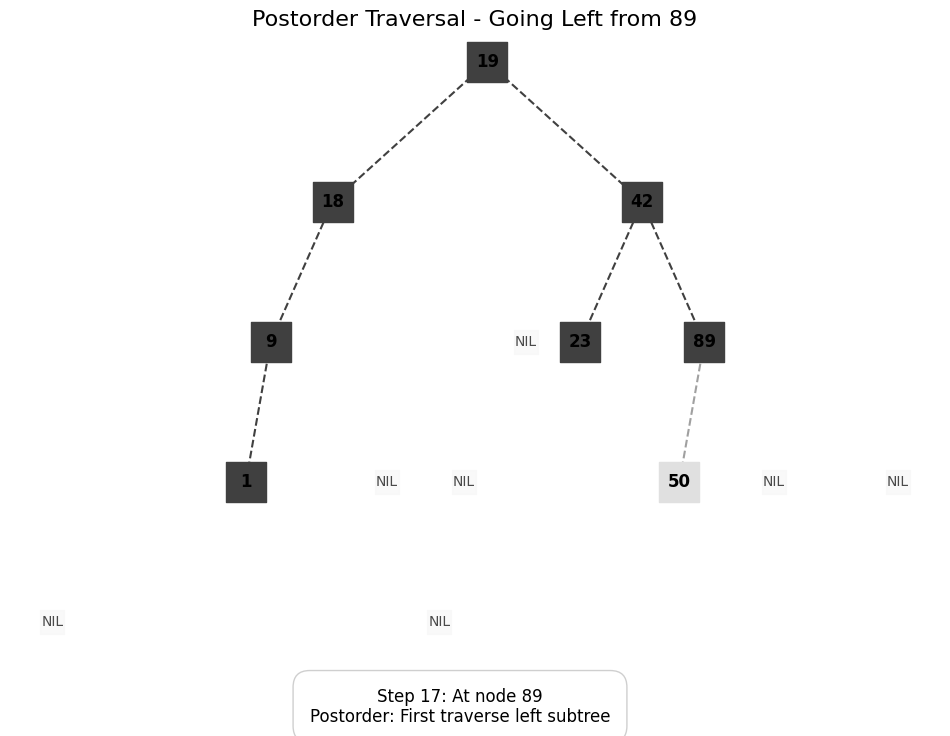 Postorder Traversal - Going Left from 89
19
18
42
9
NIL
23
89
1
NIL
NIL
50
NIL
NIL
NIL
NIL
Step 17: At node 89
Postorder: First traverse left subtree